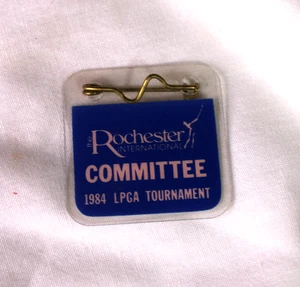 the Rochester
INTERNATIONAL
COMMITTEE
1984 LPGA TOURNAMENT